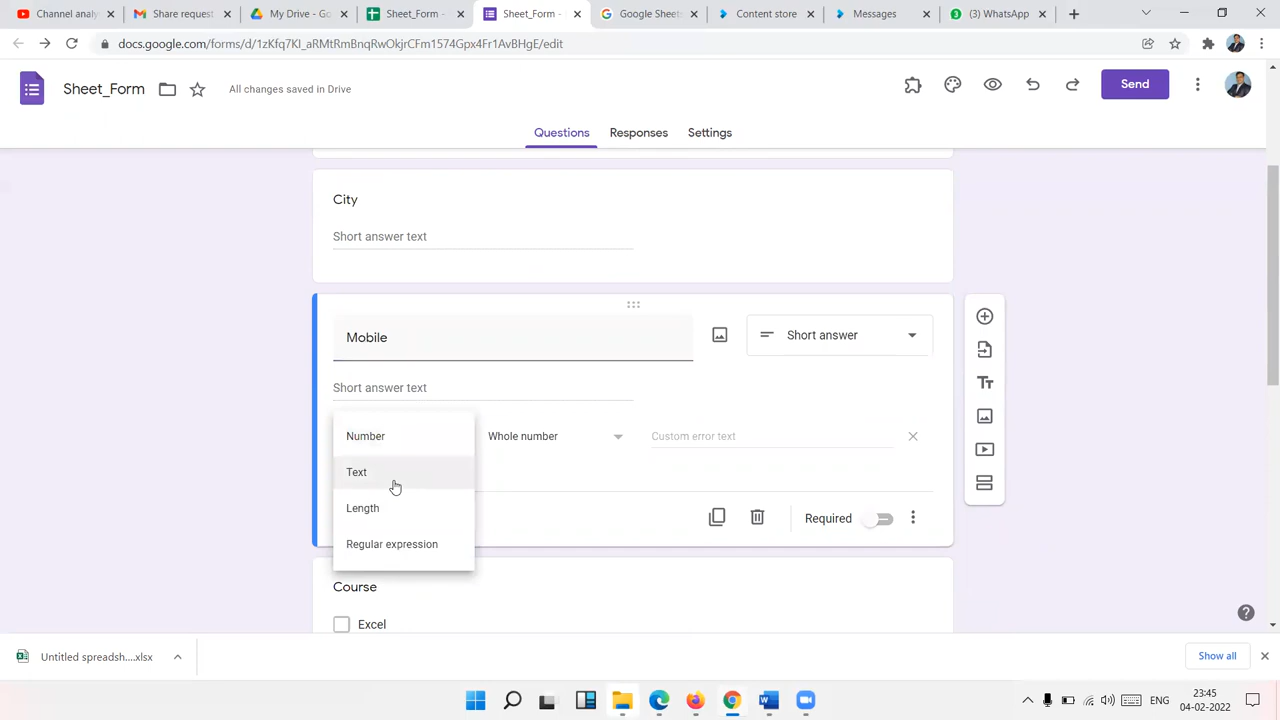 Channel analy
Share request
My Drive - Go
Sheet_Form -
Sheet_Form -
Google Sheets
Content store
Messages
(3) WhatsApp
docs.google.com/forms/d/1zKfq7KI_aRMtRmBnqRwOkjrCFm1574Gpx4Fr1AvBHgE/edit
Sheet_Form
All changes saved in Drive
Send
Questions
Responses
Settings
City
Short answer text
Mobile
Short answer
Short answer text
Number
Whole number
Custom error text
Text
Length
Required
Regular expression
Course
Excel
Untitled spreadsh....xlsx
Show all
ENG
23:45
04-02-2022